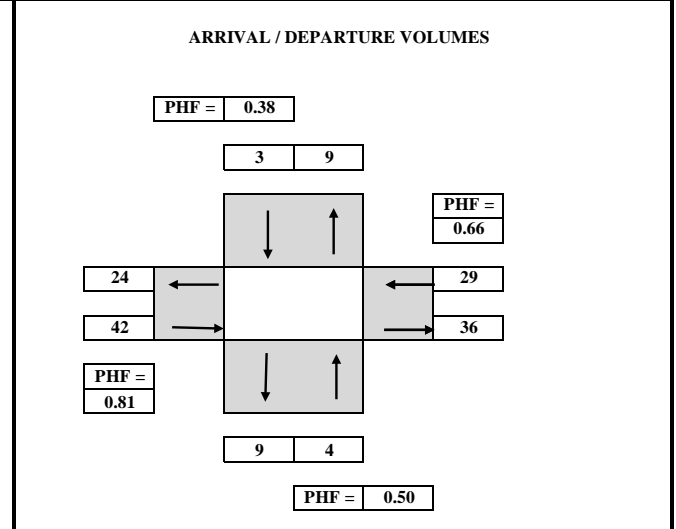 ARRIVAL / DEPARTURE VOLUMES
PHF = 0.38
3 9
PHF =
0.66
24 29
42 36
PHF =
0.81
9 4
PHF = 0.50